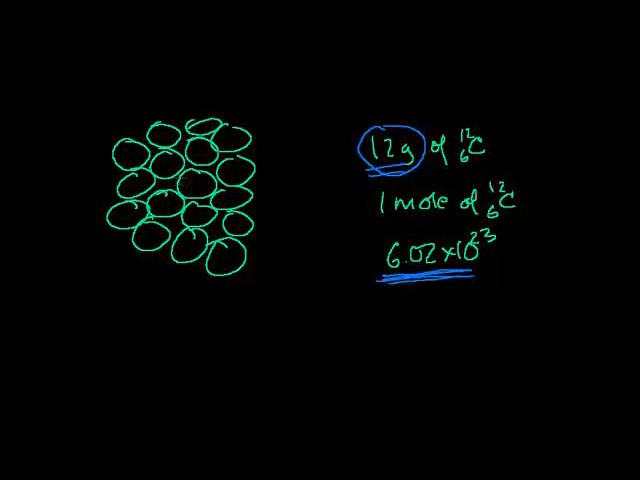 12g of ¹²₆C
1 mole of ¹²₆C
6.02×10²³